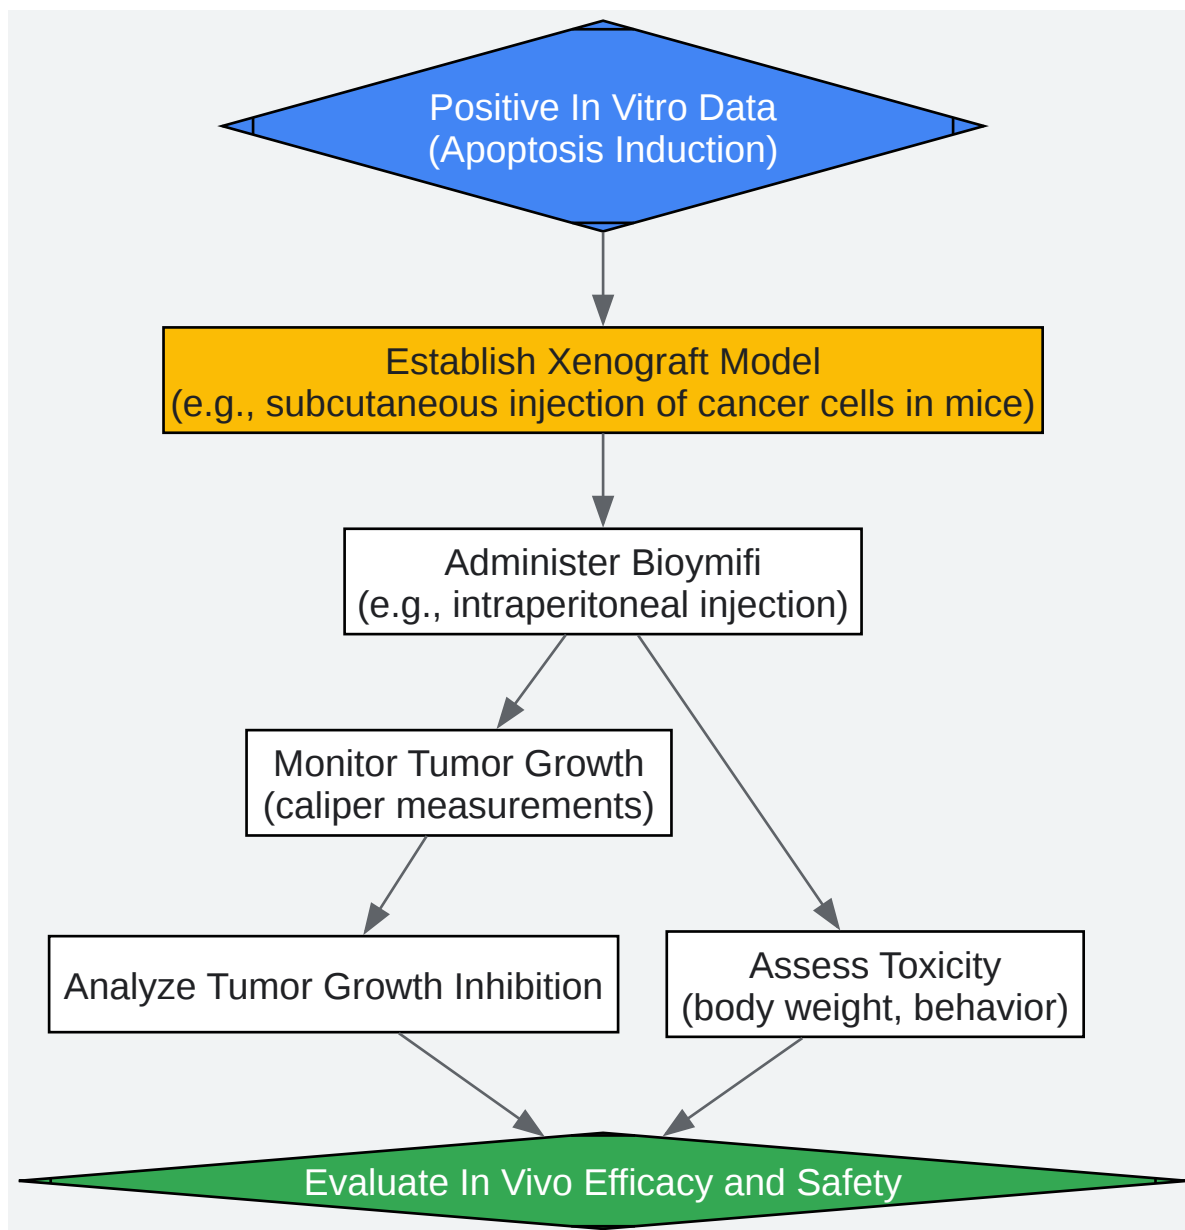 Positive In Vitro Data
(Apoptosis Induction)
Establish Xenograft Model
(e.g., subcutaneous injection of cancer cells in mice)
Administer Bioymifi
(e.g., intraperitoneal injection)
Monitor Tumor Growth
(caliper measurements)
Analyze Tumor Growth Inhibition
Assess Toxicity
(body weight, behavior)
Evaluate In Vivo Efficacy and Safety